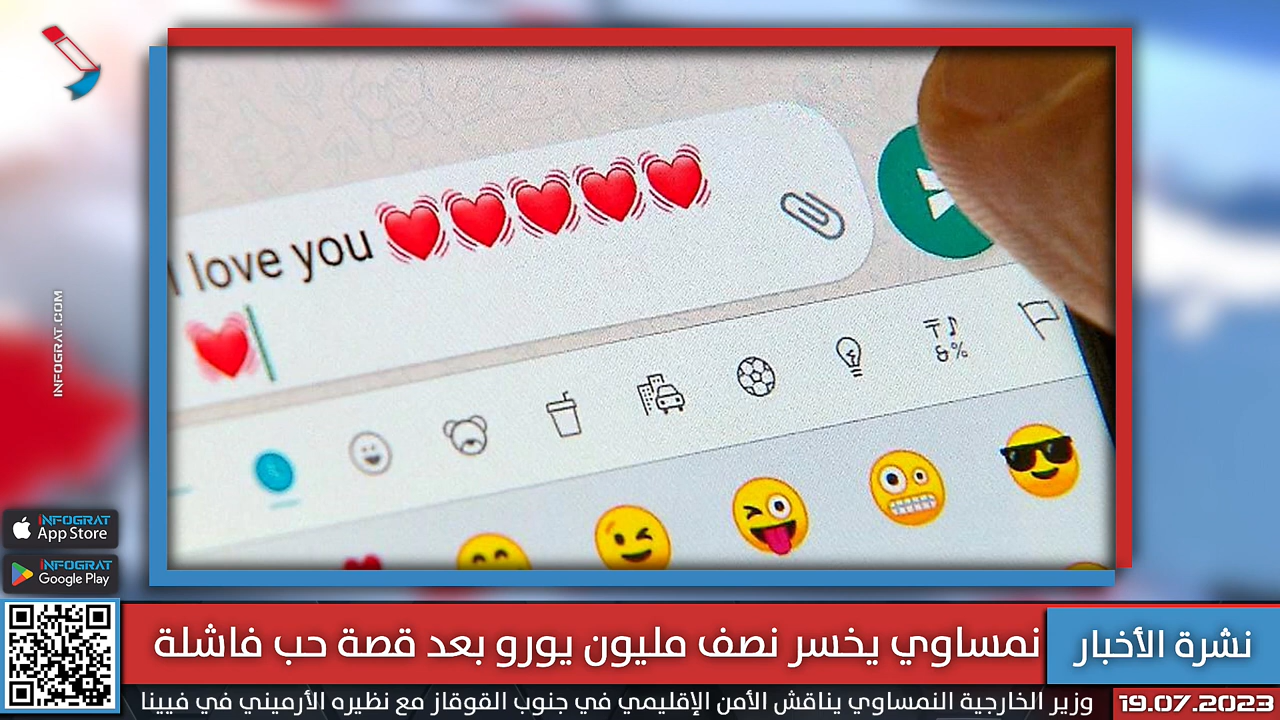 I love you 💓💓💓💓💓
💓
&%
INFOGRAT.COM
INFOGRAT
App Store
INFOGRAT
Google Play
نشرة الأخبار
نمساوي يخسر نصف مليون يورو بعد قصة حب فاشلة
19.07.2023
وزير الخارجية النمساوي يناقش الأمن الإقليمي في جنوب القوقاز مع نظيره الأرميني في فيينا